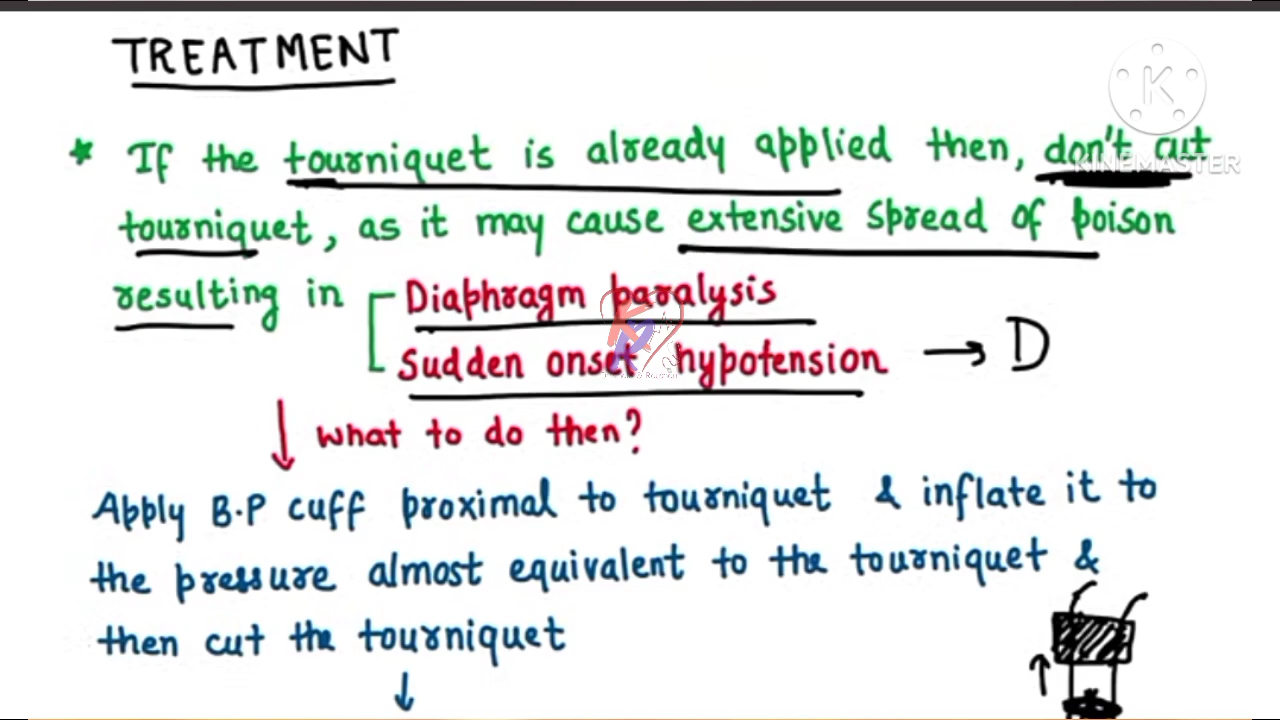 TREATMENT
K
KINEMASTER
* If the tourniquet is already applied then, don't cut
tourniquet, as it may cause extensive spread of poison
resulting in Diaphragm paralysis
Sudden onset hypotension → D
↓ what to do then?
Apply B.P cuff proximal to tourniquet & inflate it to
the pressure almost equivalent to the tourniquet &
then cut the tourniquet
↓